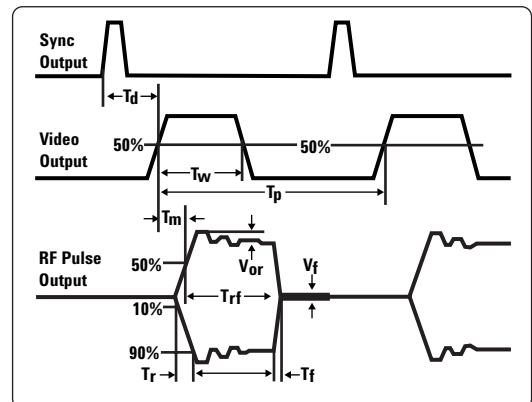 Sync
Output
Td
Video
Output
50%
50%
Tw
Tp
Tm
RF Pulse
Output
50%
Vor
Vf
10%
Trf
90%
Tr
Tf